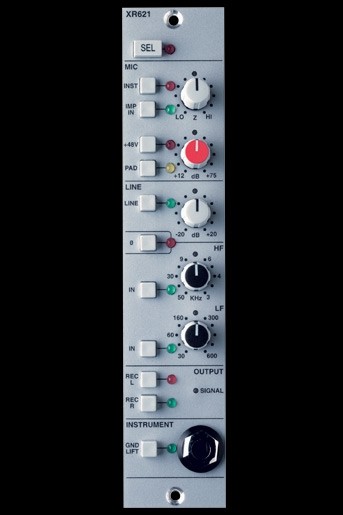 XR621
SEL
MIC
INST
IMP IN
LO Z HI
+48V
PAD
+12 dB +75
LINE
LINE
-20 dB +20
Ø
HF
9 6
30 4
IN
50 KHz 3
LF
160 300
60
IN
30 600
REC L
OUTPUT
SIGNAL
REC R
INSTRUMENT
GND LIFT